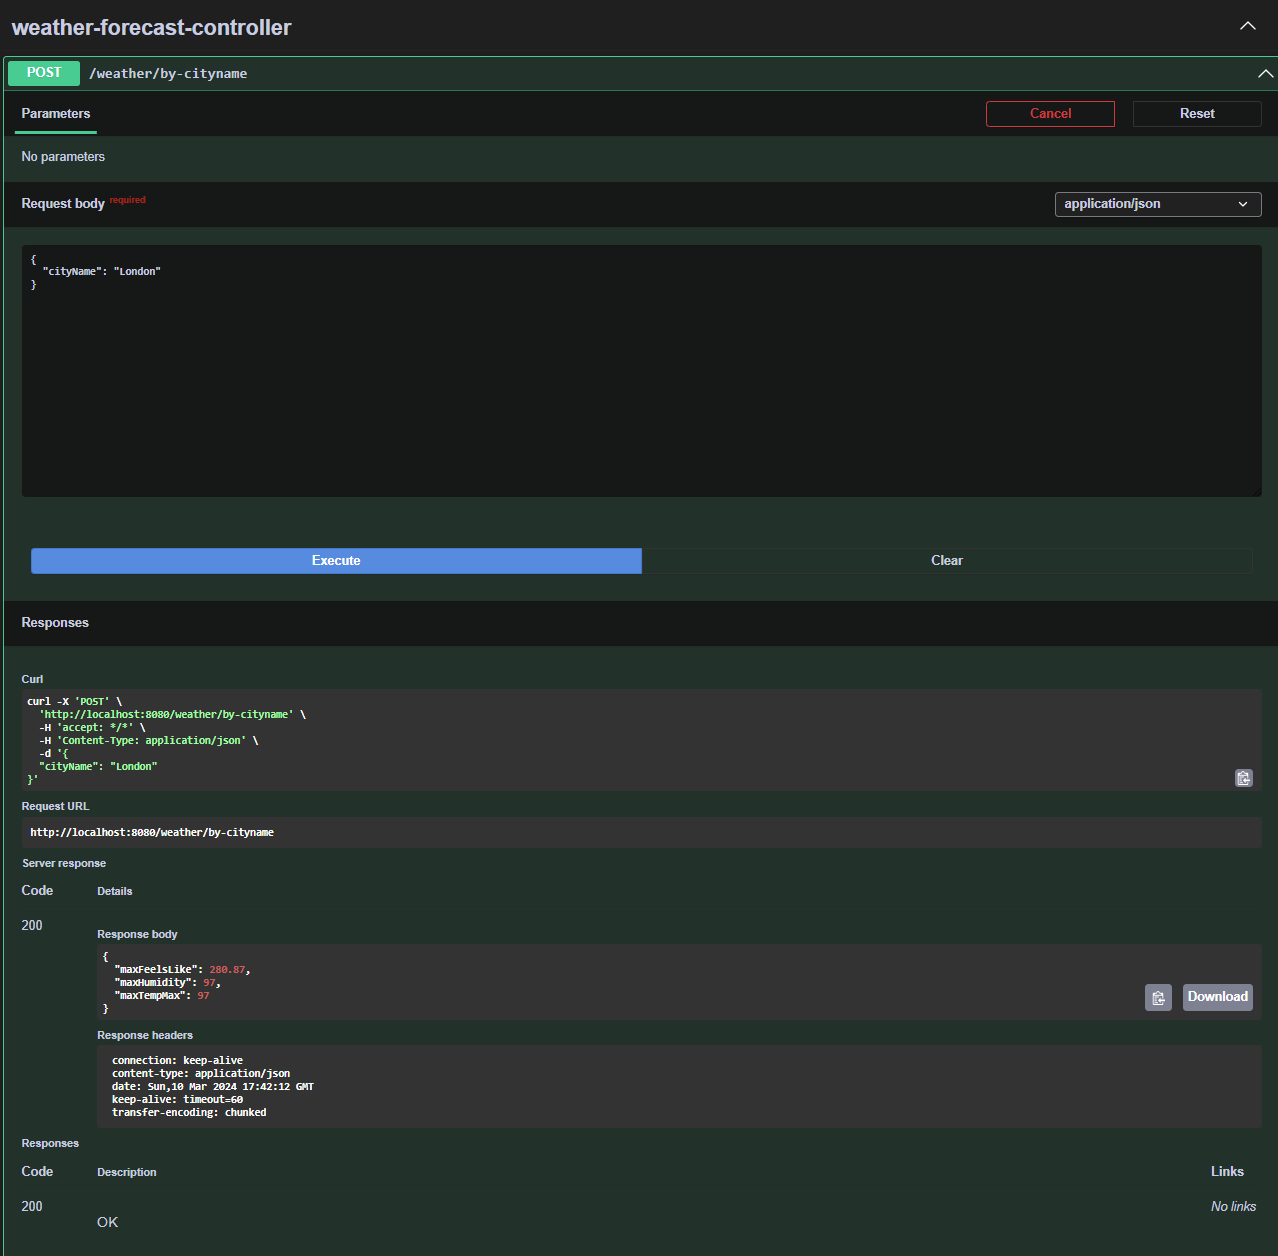 weather-forecast-controller
POST /weather/by-cityname
Parameters
Cancel
Reset
No parameters
Request body required
application/json
{
  "cityName": "London"
}
Execute
Clear
Responses
Curl
curl -X 'POST' \
  'http://localhost:8080/weather/by-cityname' \
  -H 'accept: */*' \
  -H 'Content-Type: application/json' \
  -d '{
  "cityName": "London"
}'
Request URL
http://localhost:8080/weather/by-cityname
Server response
Code Details
200
Response body
{
  "maxFeelsLike": 280.87,
  "maxHumidity": 97,
  "maxTempMax": 97
}
Download
Response headers
connection: keep-alive
content-type: application/json
date: Sun,10 Mar 2024 17:42:12 GMT
keep-alive: timeout=60
transfer-encoding: chunked
Responses
Code Description Links
200 No links
OK